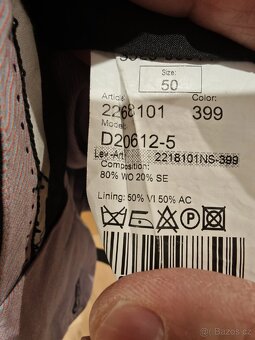 Size:
50
Article: Color:
2268101 399
Model:
D20612-5
Lev.-Art: 2218101NS-399
Composition:
80% WO 20% SE
Lining: 50% VI 50% AC
sbazar.cz